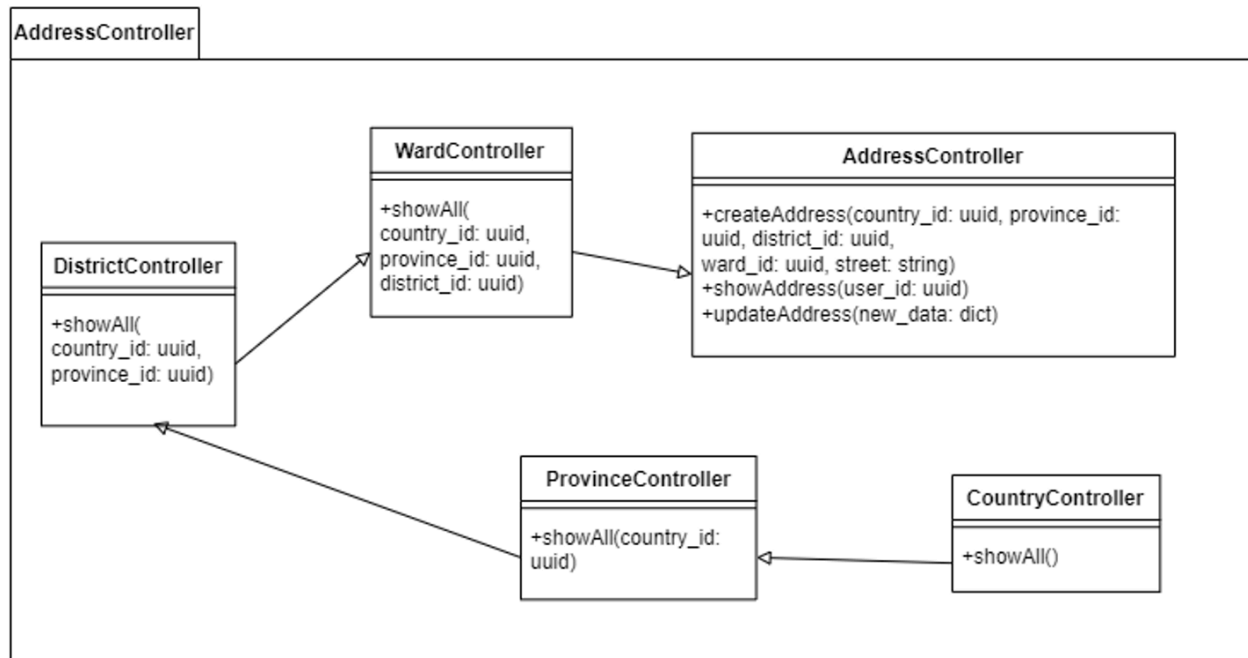 AddressController
WardController
+showAll(
country_id: uuid,
province_id: uuid,
district_id: uuid)
AddressController
+createAddress(country_id: uuid, province_id:
uuid, district_id: uuid,
ward_id: uuid, street: string)
+showAddress(user_id: uuid)
+updateAddress(new_data: dict)
DistrictController
+showAll(
country_id: uuid,
province_id: uuid)
ProvinceController
+showAll(country_id:
uuid)
CountryController
+showAll()